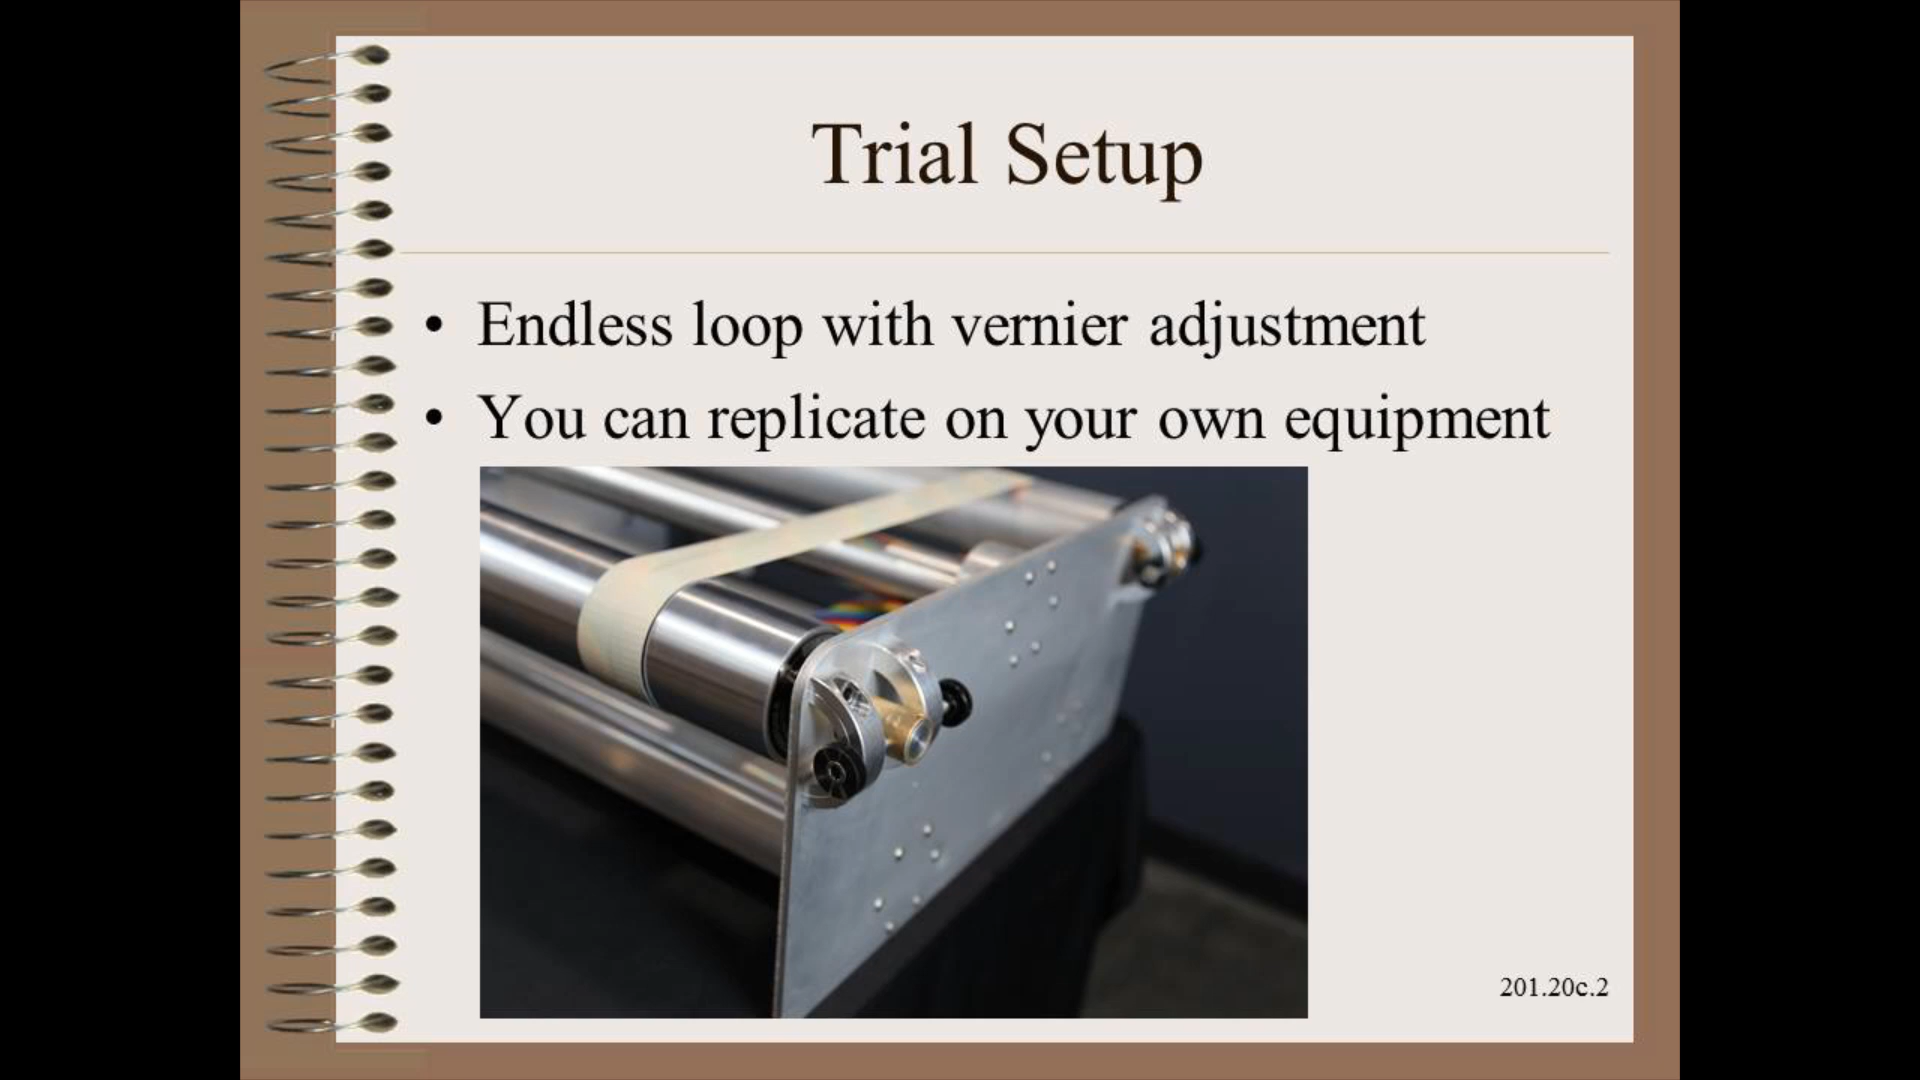 Trial Setup
• Endless loop with vernier adjustment
• You can replicate on your own equipment
201.20c.2